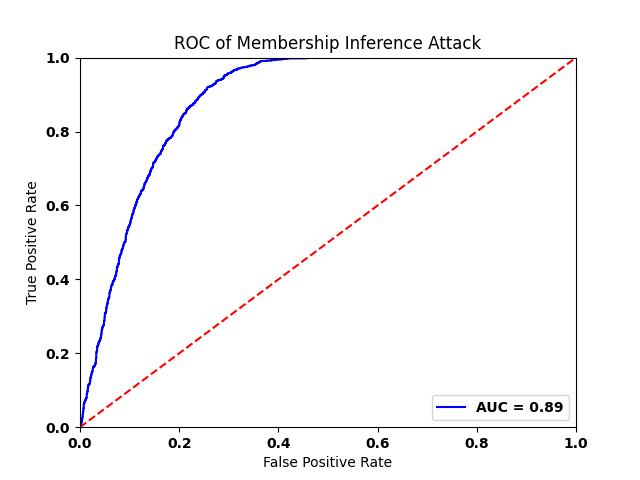 ROC of Membership Inference Attack
True Positive Rate
1.0
0.8
0.6
0.4
0.2
0.0
AUC = 0.89
0.0 0.2 0.4 0.6 0.8 1.0
False Positive Rate